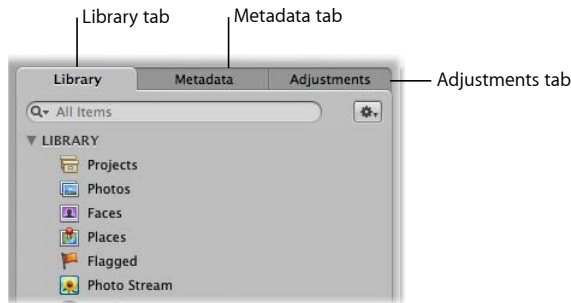 Library tab
Metadata tab
Library
Metadata
Adjustments
Adjustments tab
All Items
LIBRARY
Projects
Photos
Faces
Places
Flagged
Photo Stream